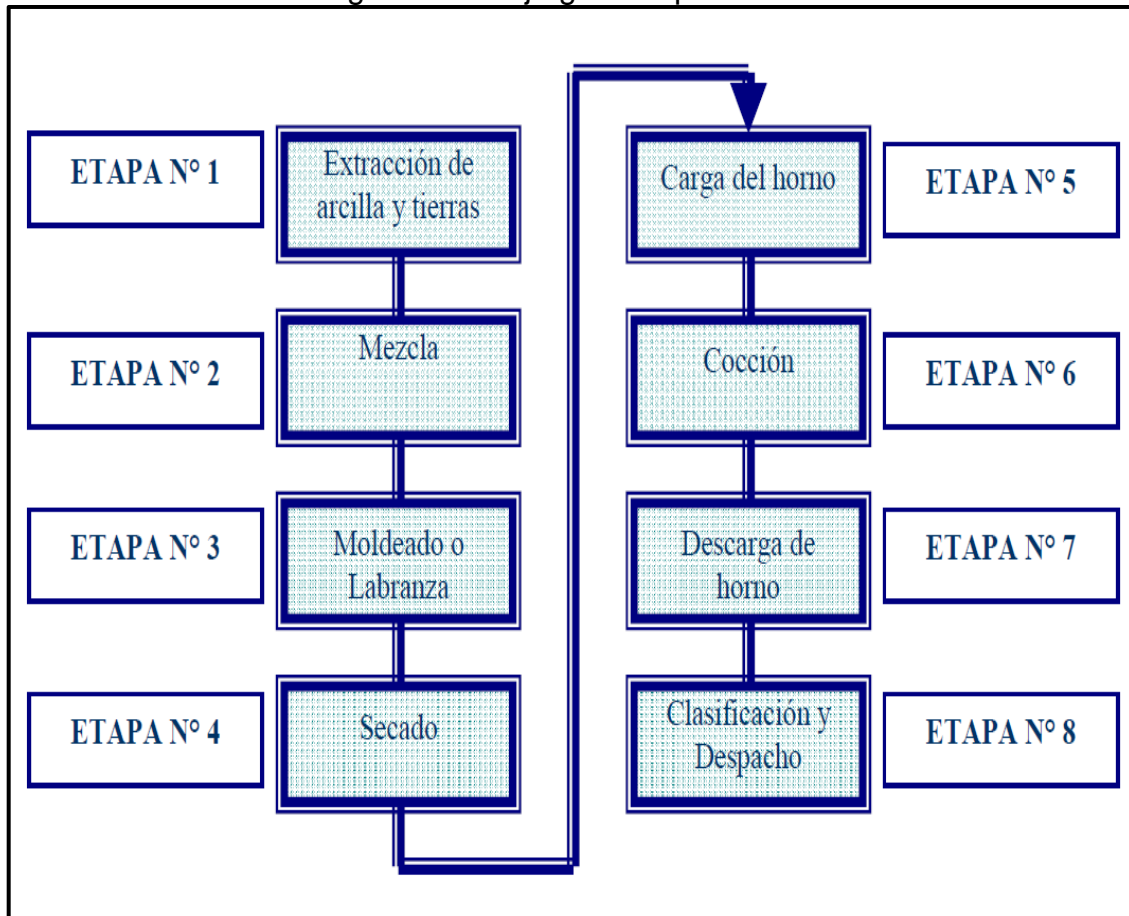 ETAPA N° 1
Extracción de
arcilla y tierras
ETAPA N° 2
Mezcla
ETAPA N° 3
Moldeado o
Labranza
ETAPA N° 4
Secado
Carga del horno
ETAPA N° 5
Cocción
ETAPA N° 6
Descarga de
horno
ETAPA N° 7
Clasificación y
Despacho
ETAPA N° 8